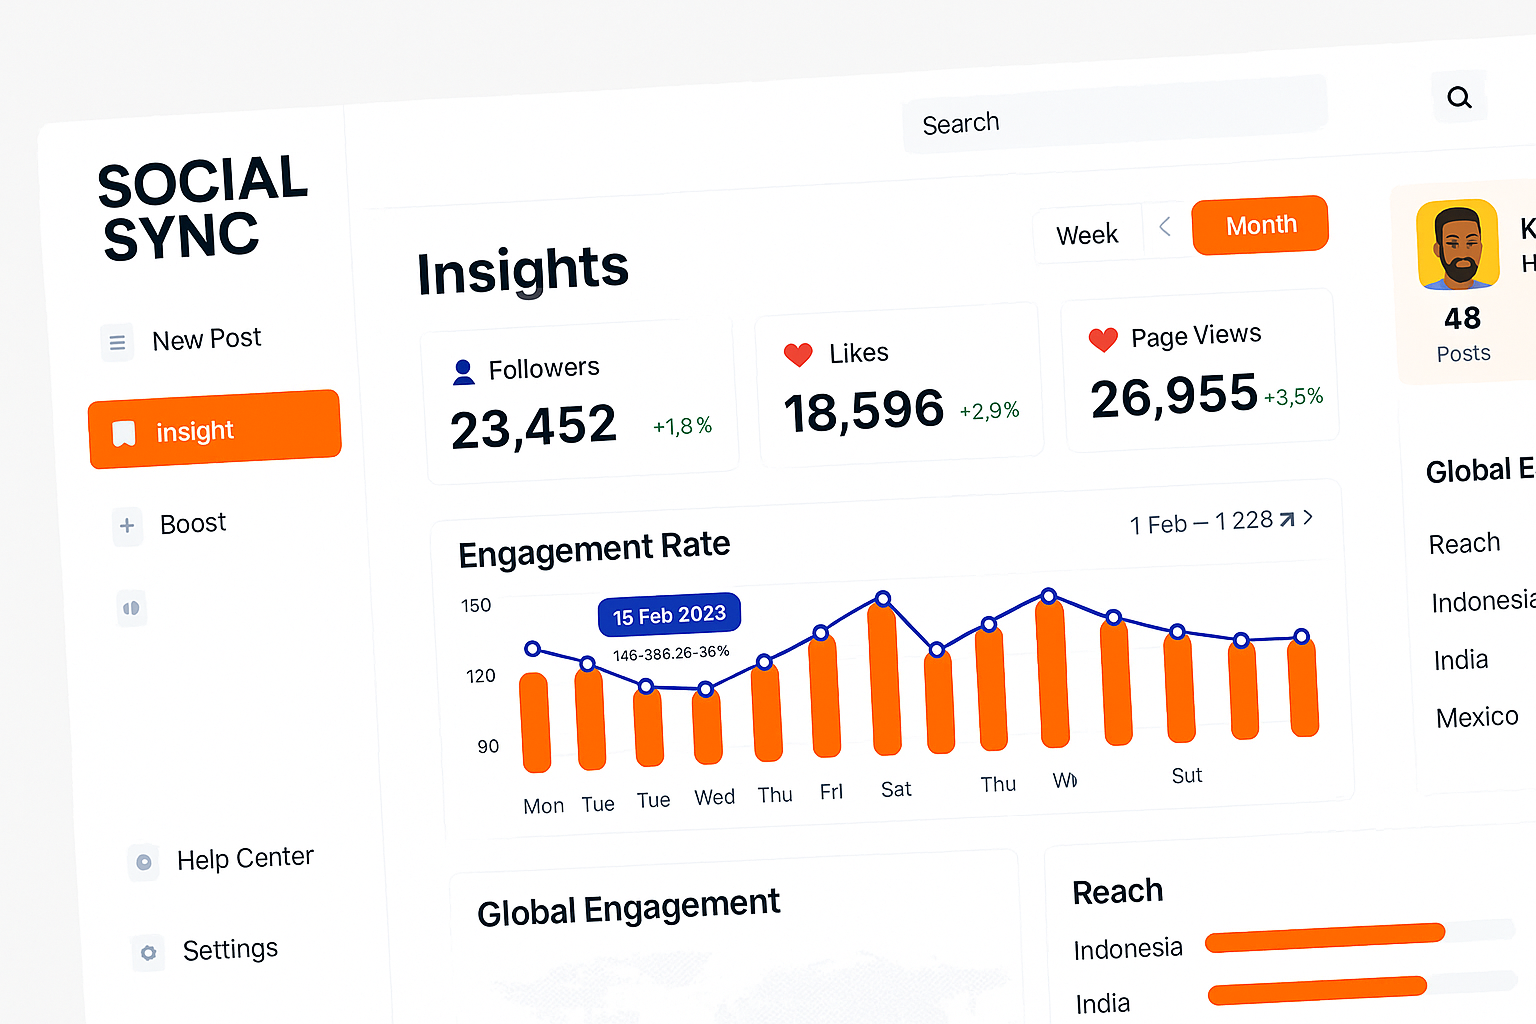 SOCIAL
SYNC
New Post
insight
Boost
Help Center
Settings
Search
Insights
Week
Month
Followers
23,452
+1,8%
Likes
18,596
+2,9%
Page Views
26,955
+3,5%
Engagement Rate
1 Feb – 1 228
150
120
90
15 Feb 2023
146-386.26-36%
Mon Tue Tue Wed Thu Frl Sat Thu Sut
Global Engagement
Reach
Indonesia
India
K
H
48
Posts
Global E
Reach
Indonesia
India
Mexico